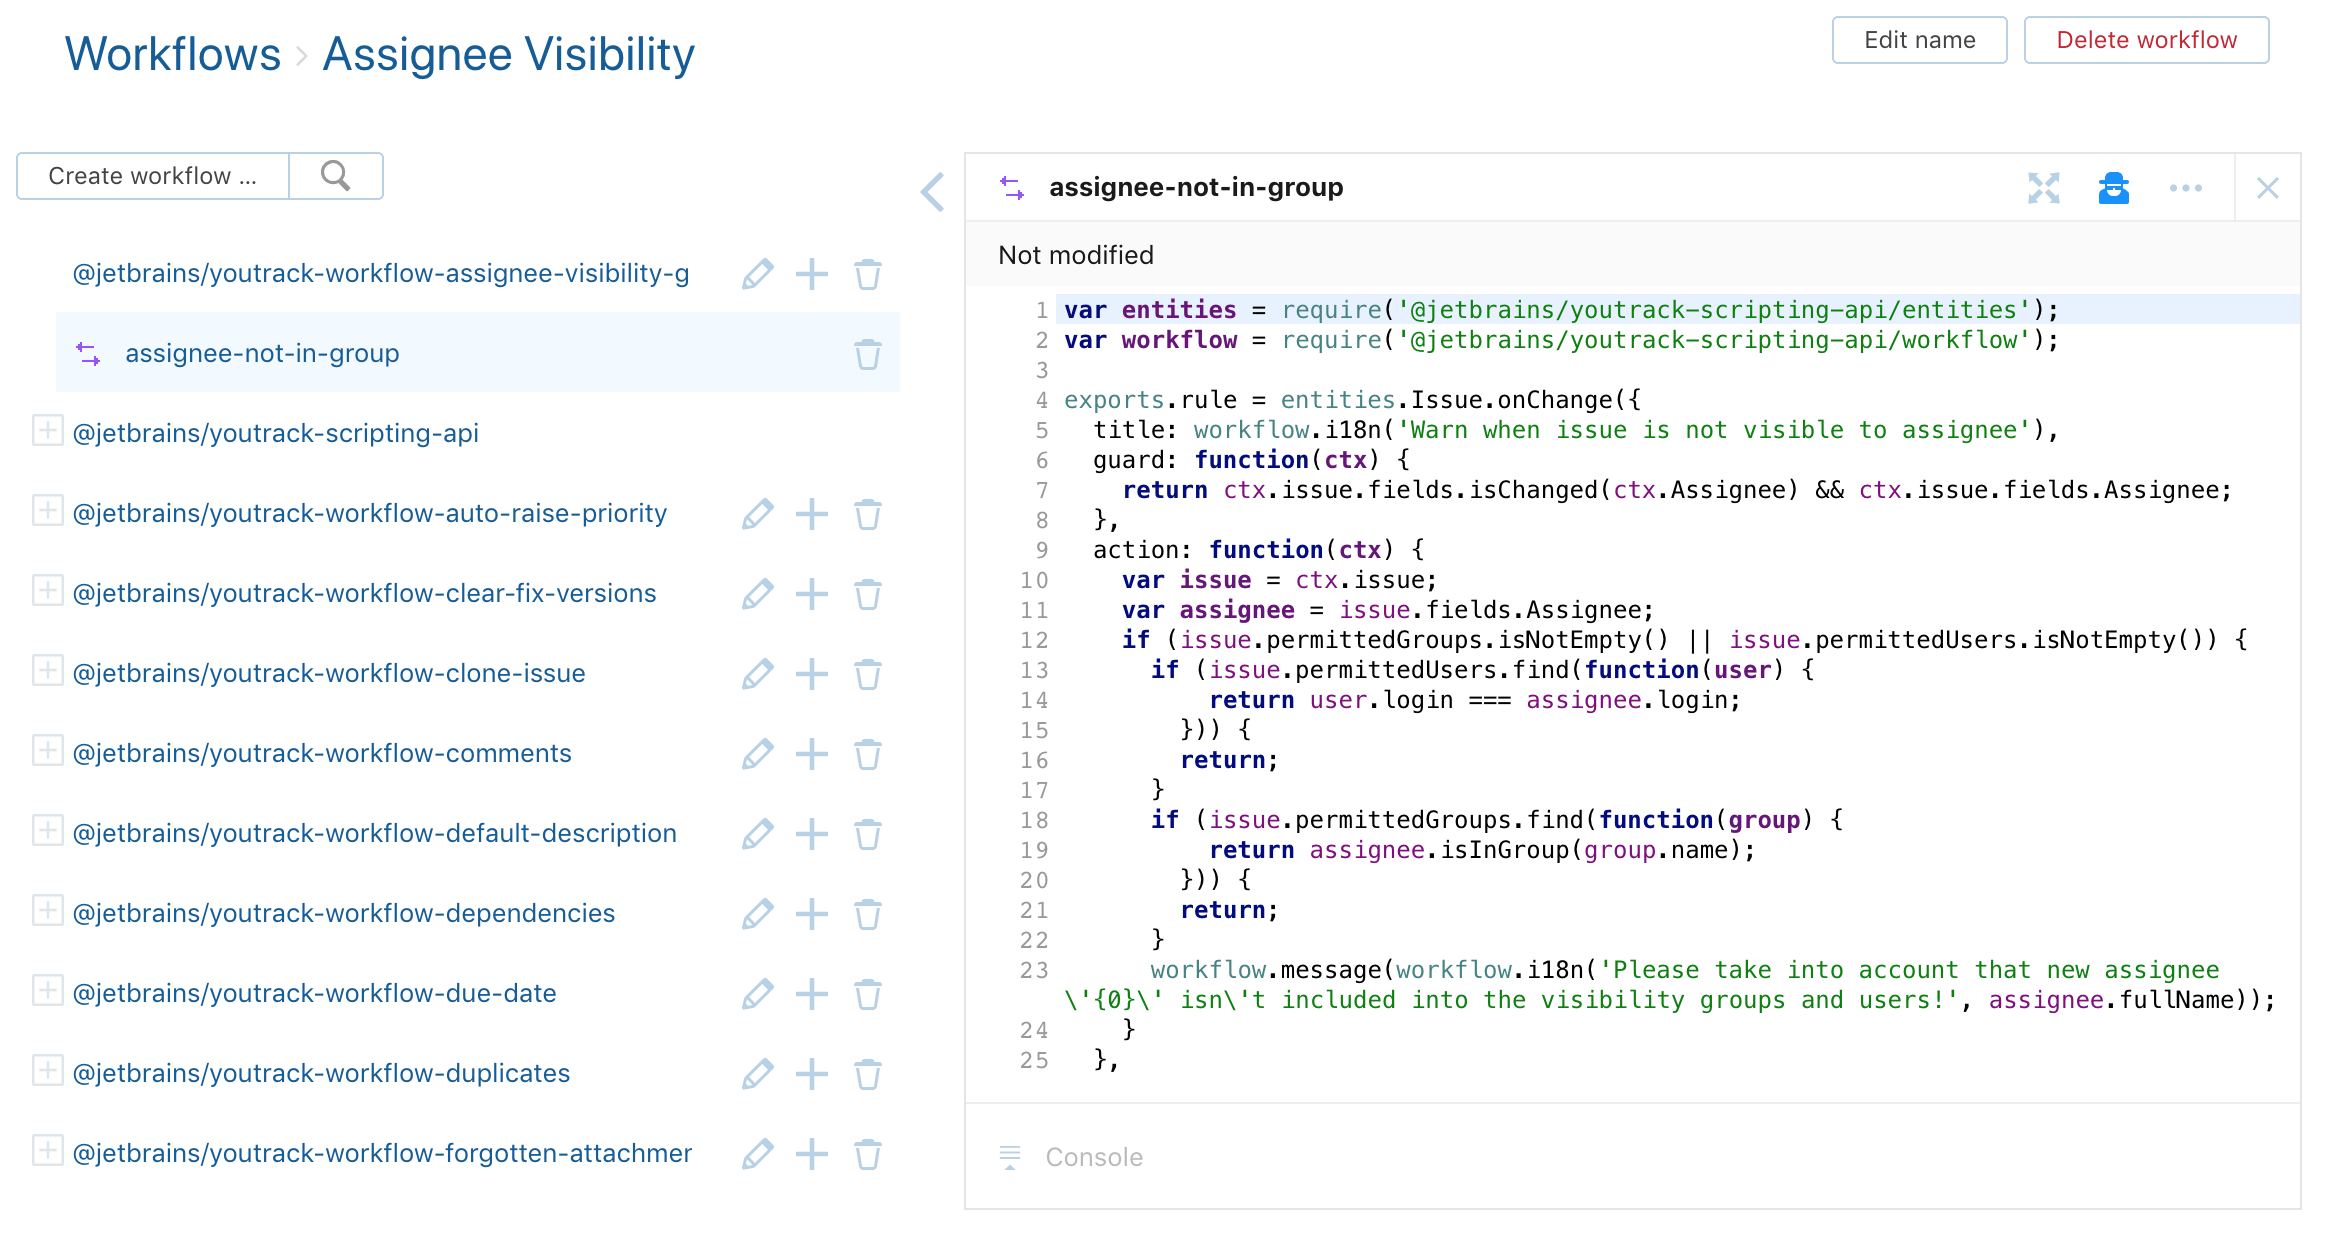 Workflows › Assignee Visibility
Edit name
Delete workflow
Create workflow ...
@jetbrains/youtrack-workflow-assignee-visibility-g
assignee-not-in-group
@jetbrains/youtrack-scripting-api
@jetbrains/youtrack-workflow-auto-raise-priority
@jetbrains/youtrack-workflow-clear-fix-versions
@jetbrains/youtrack-workflow-clone-issue
@jetbrains/youtrack-workflow-comments
@jetbrains/youtrack-workflow-default-description
@jetbrains/youtrack-workflow-dependencies
@jetbrains/youtrack-workflow-due-date
@jetbrains/youtrack-workflow-duplicates
@jetbrains/youtrack-workflow-forgotten-attachmer
assignee-not-in-group
Not modified
1 var entities = require('@jetbrains/youtrack-scripting-api/entities');
2 var workflow = require('@jetbrains/youtrack-scripting-api/workflow');
3
4 exports.rule = entities.Issue.onChange({
5   title: workflow.i18n('Warn when issue is not visible to assignee'),
6   guard: function(ctx) {
7     return ctx.issue.fields.isChanged(ctx.Assignee) && ctx.issue.fields.Assignee;
8   },
9   action: function(ctx) {
10     var issue = ctx.issue;
11     var assignee = issue.fields.Assignee;
12     if (issue.permittedGroups.isNotEmpty() || issue.permittedUsers.isNotEmpty()) {
13       if (issue.permittedUsers.find(function(user) {
14           return user.login === assignee.login;
15         })) {
16         return;
17       }
18       if (issue.permittedGroups.find(function(group) {
19           return assignee.isInGroup(group.name);
20         })) {
21         return;
22       }
23       workflow.message(workflow.i18n('Please take into account that new assignee
\'{0}\' isn\'t included into the visibility groups and users!', assignee.fullName));
24     }
25   },
Console